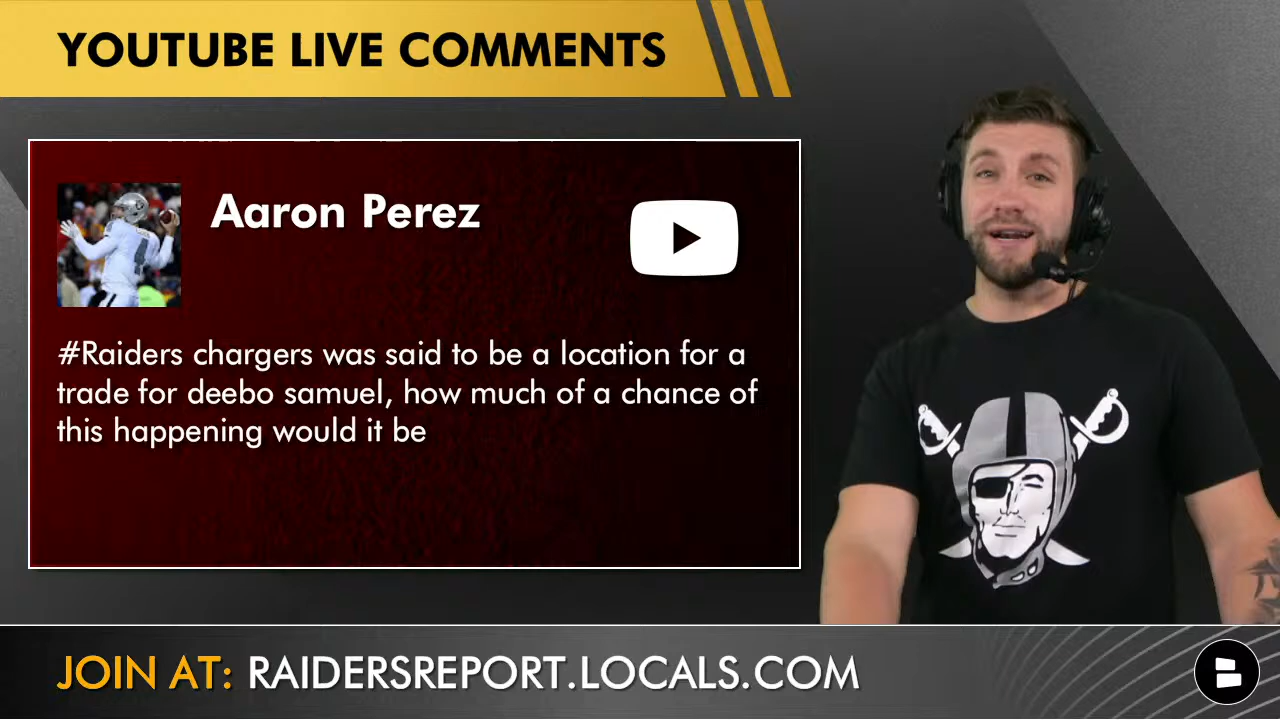 YOUTUBE LIVE COMMENTS
Aaron Perez
#Raiders chargers was said to be a location for a
trade for deebo samuel, how much of a chance of
this happening would it be
JOIN AT: RAIDERSREPORT.LOCALS.COM